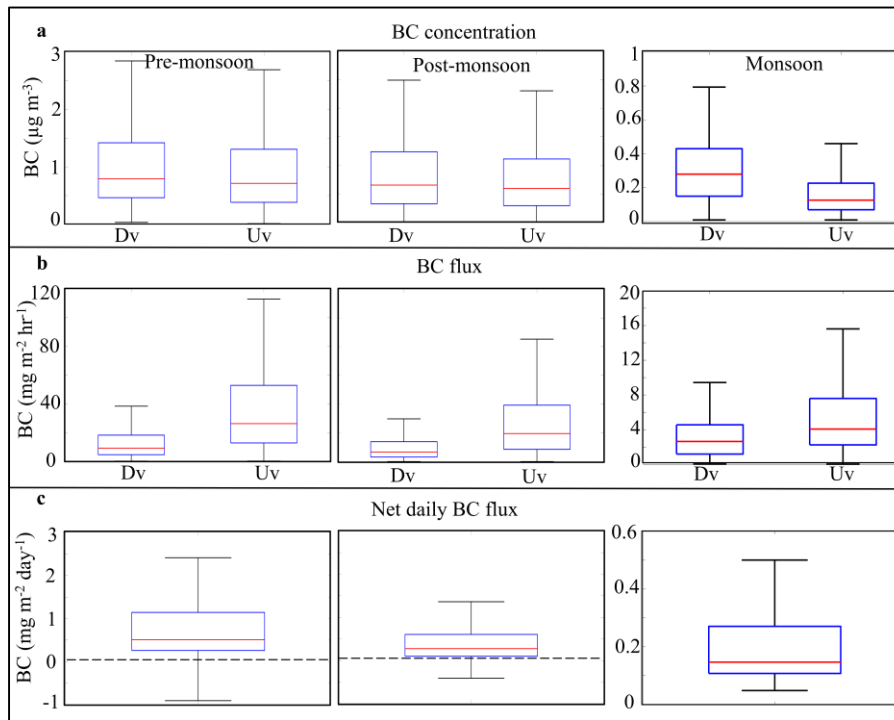 a
BC concentration
Pre-monsoon
Post-monsoon
Monsoon
BC (µg m⁻³)
3
2
1
0
1
0.8
0.6
0.4
0.2
0
Dv Uv Dv Uv Dv Uv
b
BC flux
BC (mg m⁻² hr⁻¹)
120
80
40
0
20
16
12
8
4
0
Dv Uv Dv Uv Dv Uv
c
Net daily BC flux
BC (mg m⁻² day⁻¹)
3
2
1
0
-1
0.6
0.4
0.2
0